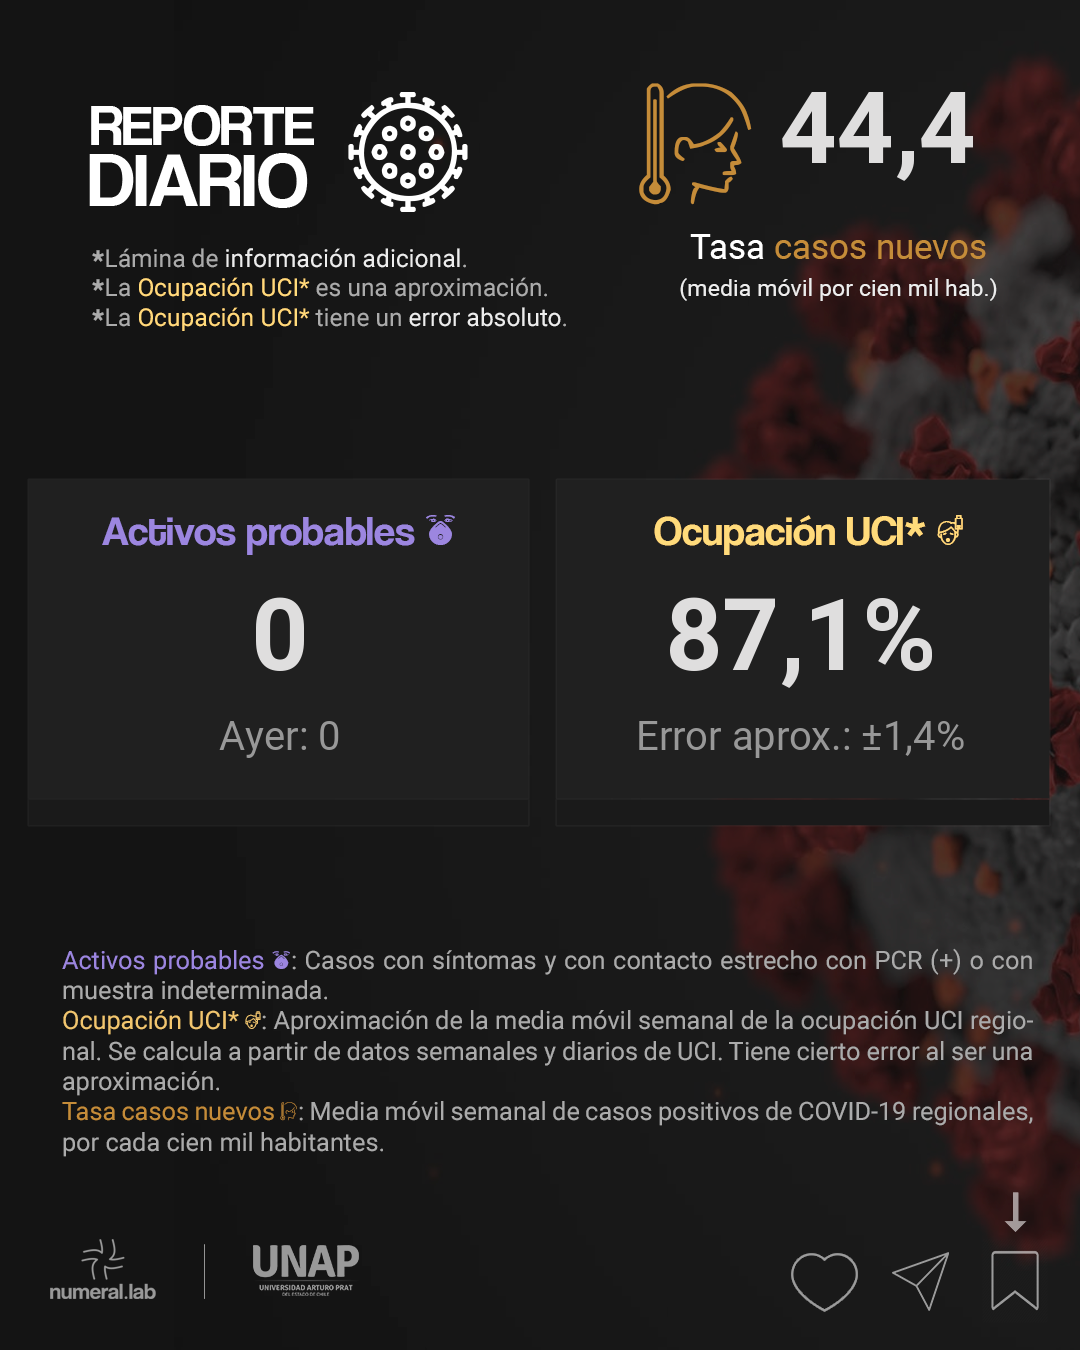 REPORTE
DIARIO
*Lámina de información adicional.
*La Ocupación UCI* es una aproximación.
*La Ocupación UCI* tiene un error absoluto.
44,4
Tasa casos nuevos
(media móvil por cien mil hab.)
Activos probables
0
Ayer: 0
Ocupación UCI*
87,1%
Error aprox.: ±1,4%
Activos probables : Casos con síntomas y con contacto estrecho con PCR (+) o con
muestra indeterminada.
Ocupación UCI* : Aproximación de la media móvil semanal de la ocupación UCI regio-
nal. Se calcula a partir de datos semanales y diarios de UCI. Tiene cierto error al ser una
aproximación.
Tasa casos nuevos : Media móvil semanal de casos positivos de COVID-19 regionales,
por cada cien mil habitantes.
numeral.lab
UNAP
UNIVERSIDAD ARTURO PRAT
DEL ESTADO DE CHILE